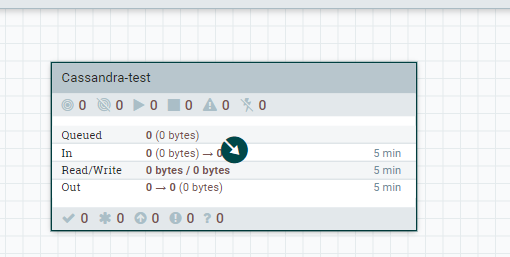 Cassandra-test
0 0 0 0 0 0
Queued 0 (0 bytes)
In 0 (0 bytes) → 0 5 min
Read/Write 0 bytes / 0 bytes 5 min
Out 0 → 0 (0 bytes) 5 min
0 0 0 0 ? 0